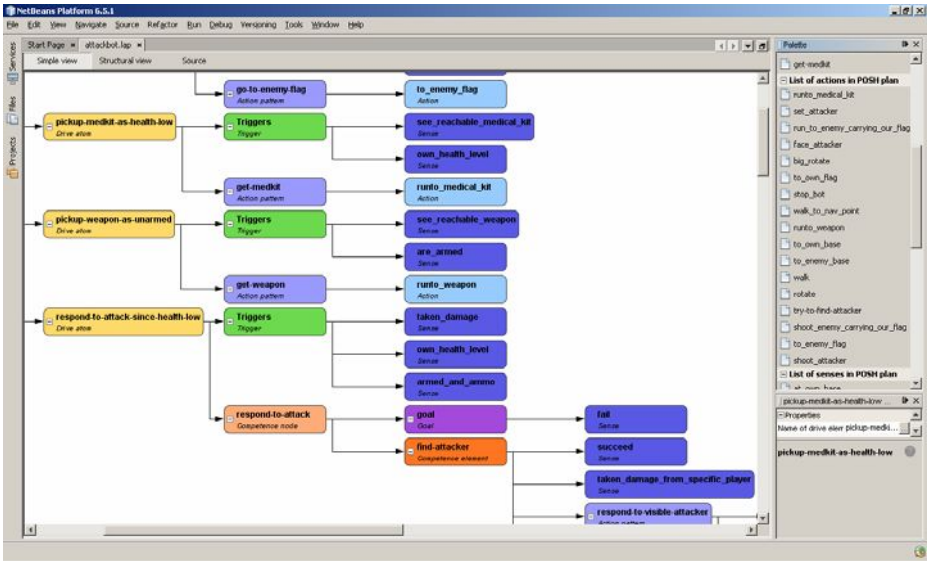 NetBeans Platform 6.5.1
File Edit View Navigate Source Refactor Run Debug Versioning Tools Window Help
Start Page attackbot.lap
Simple view Structural view Source
Services
Files
Projects
go-to-enemy-flag
Action pattern
to_enemy_flag
Action
pickup-medkit-as-health-low
Drive atom
Triggers
Trigger
see_reachable_medical_kit
Sense
own_health_level
Sense
get-medkit
Action pattern
runto_medical_kit
Action
pickup-weapon-as-unarmed
Drive atom
Triggers
Trigger
see_reachable_weapon
Sense
are_armed
Sense
get-weapon
Action pattern
runto_weapon
Action
respond-to-attack-since-health-low
Drive atom
Triggers
Trigger
taken_damage
Sense
own_health_level
Sense
armed_and_ammo
Sense
respond-to-attack
Competence node
goal
Goal
fail
Sense
find-attacker
Competence element
succeed
Sense
taken_damage_from_specific_player
Sense
respond-to-visible-attacker
Action pattern
Palette
get-medkit
List of actions in POSH plan
runto_medical_kit
set_attacker
run_to_enemy_carrying_our_flag
face_attacker
big_rotate
to_own_flag
stop_bot
walk_to_nav_point
runto_weapon
to_own_base
to_enemy_base
walk
rotate
try-to-find-attacker
shoot_enemy_carrying_our_flag
to_enemy_flag
shoot_attacker
List of senses in POSH plan
at_own_base
pickup-medkit-as-health-low ...
Properties
Name of drive elem pickup-medki...
pickup-medkit-as-health-low